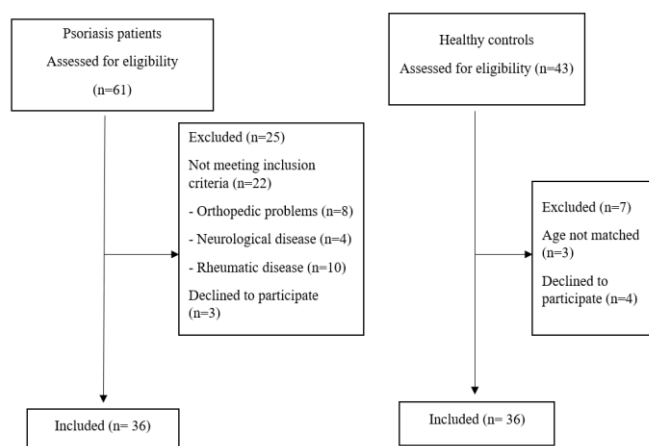 Psoriasis patients
Assessed for eligibility
(n=61)
Excluded (n=25)
Not meeting inclusion
criteria (n=22)
- Orthopedic problems (n=8)
- Neurological disease (n=4)
- Rheumatic disease (n=10)
Declined to participate
(n=3)
Included (n= 36)
Healthy controls
Assessed for eligibility (n=43)
Excluded (n=7)
Age not matched
(n=3)
Declined to
participate (n=4)
Included (n= 36)